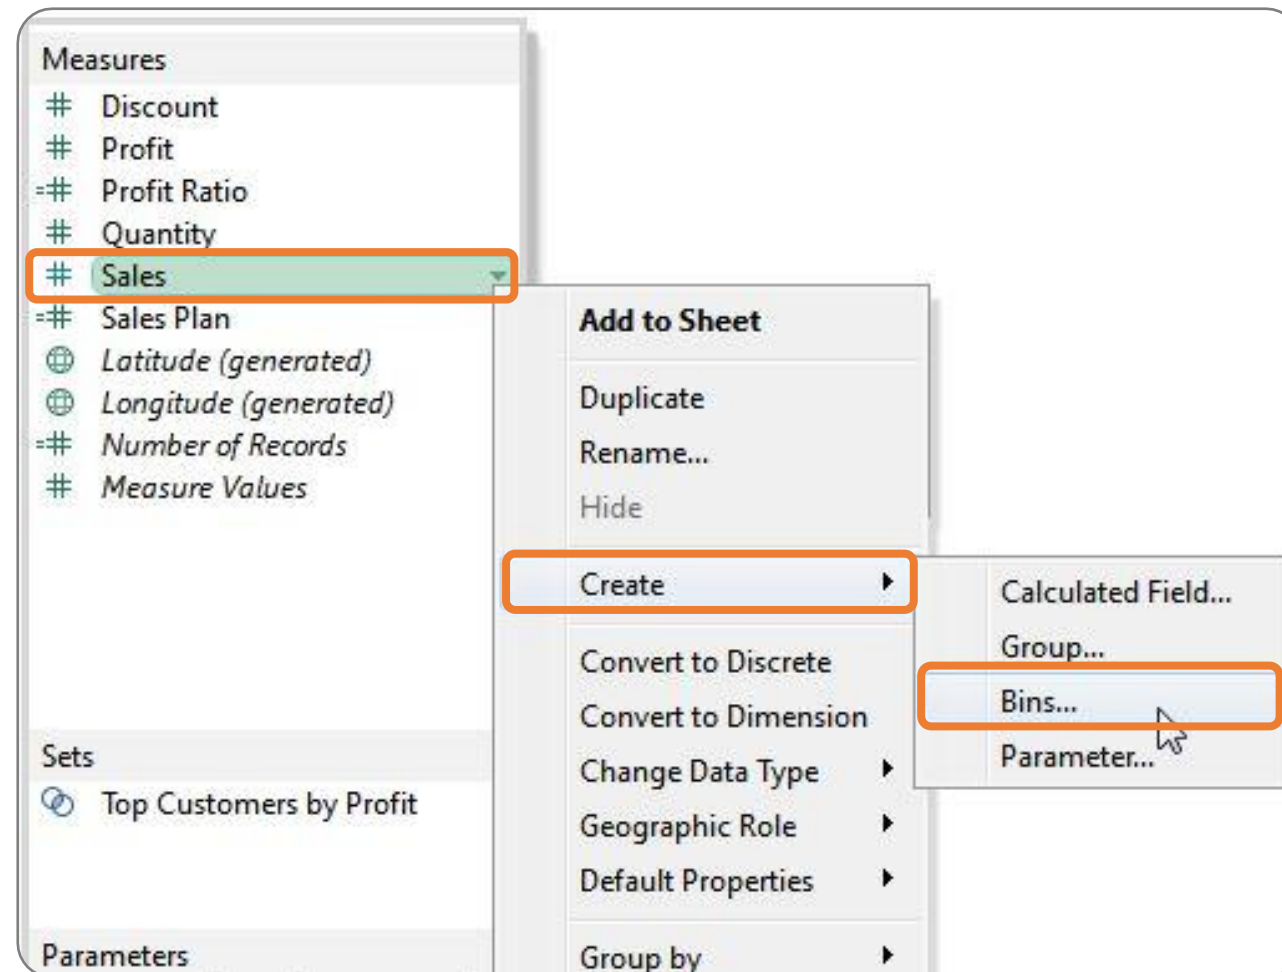 Measures
Discount
Profit
Profit Ratio
Quantity
Sales
Sales Plan
Latitude (generated)
Longitude (generated)
Number of Records
Measure Values
Sets
Top Customers by Profit
Parameters
Add to Sheet
Duplicate
Rename...
Hide
Create
Convert to Discrete
Convert to Dimension
Change Data Type
Geographic Role
Default Properties
Group by
Calculated Field...
Group...
Bins...
Parameter...